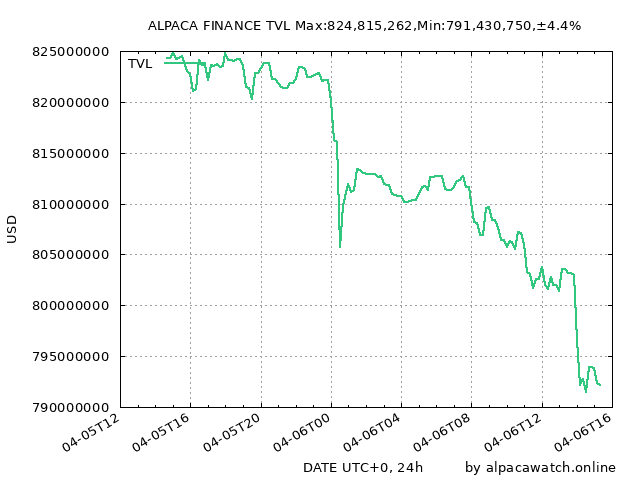 ALPACA FINANCE TVL Max:824,815,262,Min:791,430,750,±4.4%
825000000
TVL
820000000
815000000
810000000
805000000
800000000
795000000
790000000
USD
04-05T12
04-05T16
04-05T20
04-06T00
04-06T04
04-06T08
04-06T12
04-06T16
DATE UTC+0, 24h
by alpacawatch.online